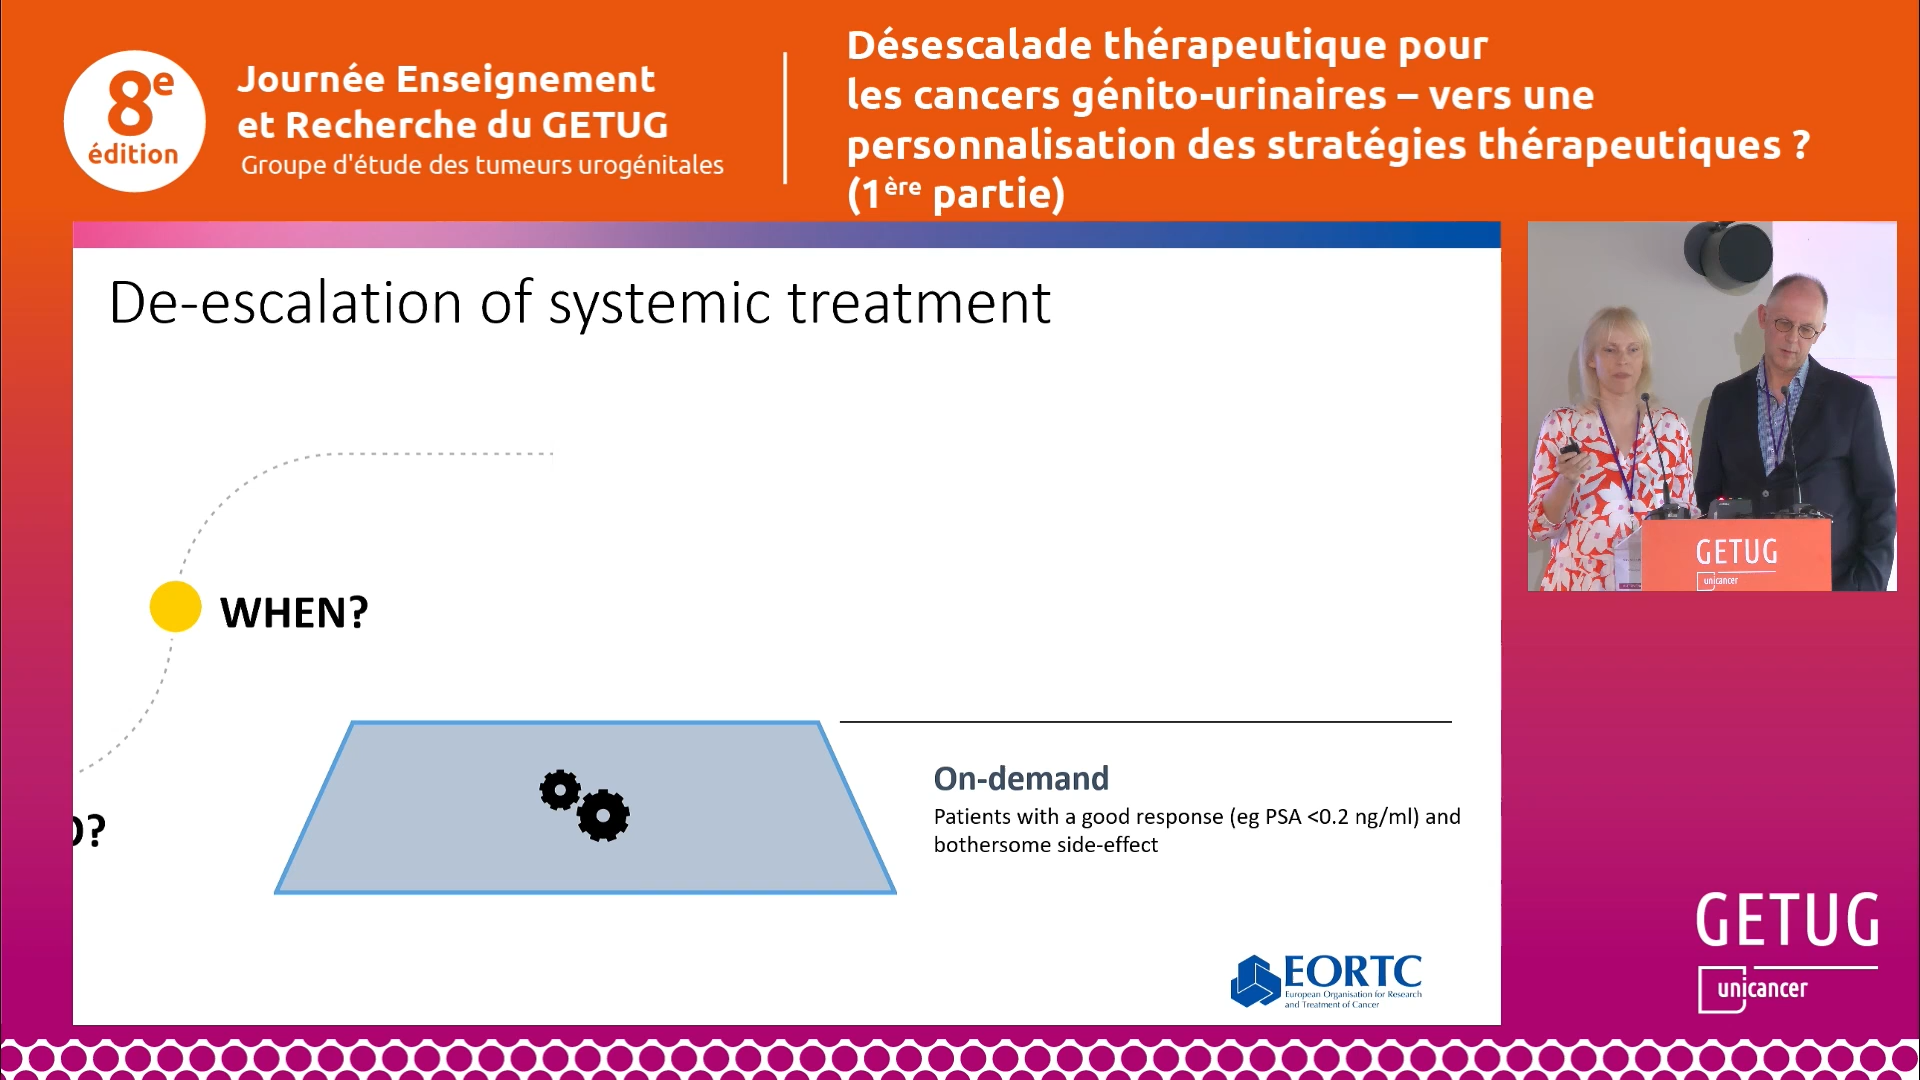 8e
édition
Journée Enseignement
et Recherche du GETUG
Groupe d'étude des tumeurs urogénitales
Désescalade thérapeutique pour
les cancers génito-urinaires – vers une
personnalisation des stratégies thérapeutiques ?
(1ère partie)
De-escalation of systemic treatment
WHEN?
?
On-demand
Patients with a good response (eg PSA <0.2 ng/ml) and
bothersome side-effect
EORTC
European Organisation for Research
and Treatment of Cancer
GETUG
unicancer
GETUG
unicancer